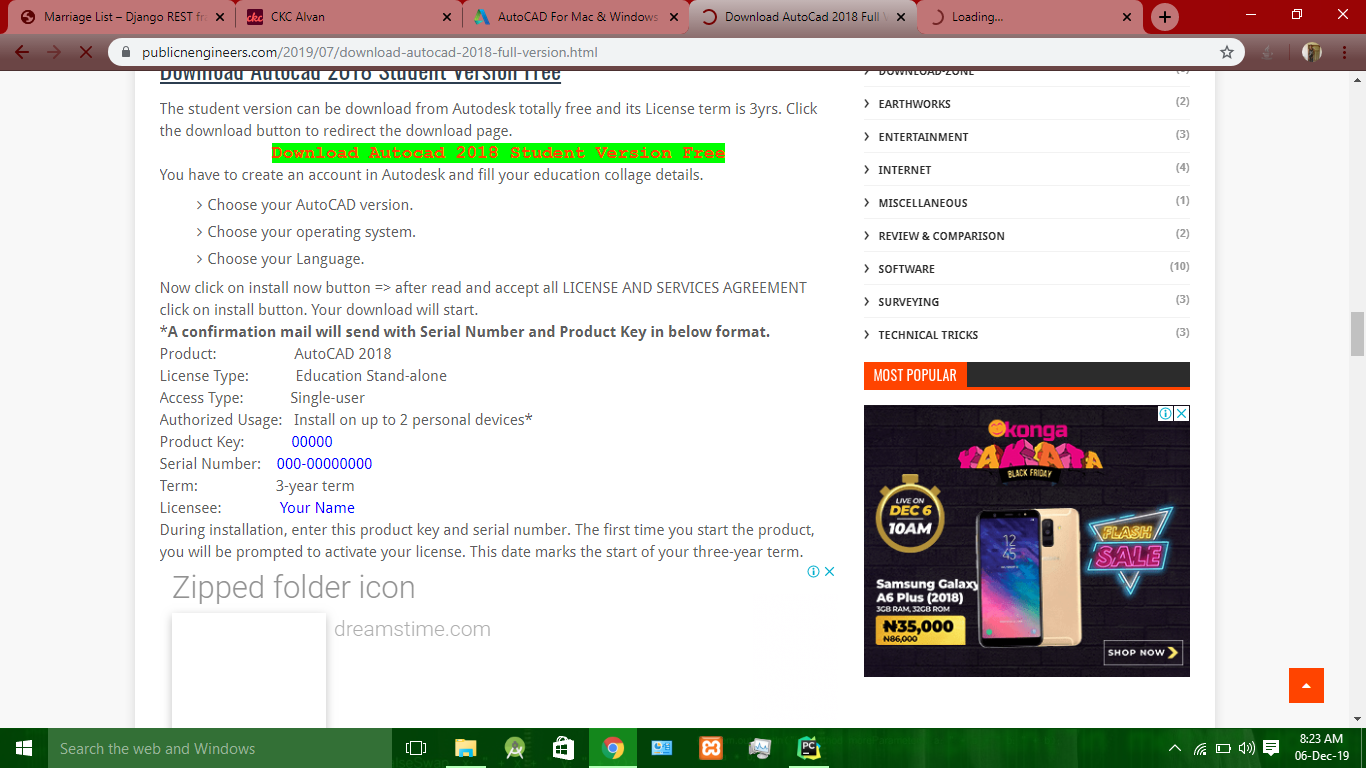 Marriage List – Django REST fr
CKC Alvan
AutoCAD For Mac & Windows
Download AutoCad 2018 Full V
Loading...
publicnengineers.com/2019/07/download-autocad-2018-full-version.html
Download Autocad 2018 Student Version Free
The student version can be download from Autodesk totally free and its License term is 3yrs. Click
the download button to redirect the download page.
Download Autocad 2018 Student Version Free
You have to create an account in Autodesk and fill your education collage details.
> Choose your AutoCAD version.
> Choose your operating system.
> Choose your Language.
Now click on install now button => after read and accept all LICENSE AND SERVICES AGREEMENT
click on install button. Your download will start.
*A confirmation mail will send with Serial Number and Product Key in below format.
Product: AutoCAD 2018
License Type: Education Stand-alone
Access Type: Single-user
Authorized Usage: Install on up to 2 personal devices*
Product Key: 00000
Serial Number: 000-00000000
Term: 3-year term
Licensee: Your Name
During installation, enter this product key and serial number. The first time you start the product,
you will be prompted to activate your license. This date marks the start of your three-year term.
Zipped folder icon
dreamstime.com
DOWNLOAD-ZONE
EARTHWORKS (2)
ENTERTAINMENT (3)
INTERNET (4)
MISCELLANEOUS (1)
REVIEW & COMPARISON (2)
SOFTWARE (10)
SURVEYING (3)
TECHNICAL TRICKS (3)
MOST POPULAR
konga
YAKATA
BLACK FRIDAY
LIVE ON
DEC 6
10AM
12
45
FLASH
SALE
Samsung Galaxy
A6 Plus (2018)
3GB RAM, 32GB ROM
₦35,000
₦86,000
SHOP NOW
Search the web and Windows
PC
8:23 AM
06-Dec-19